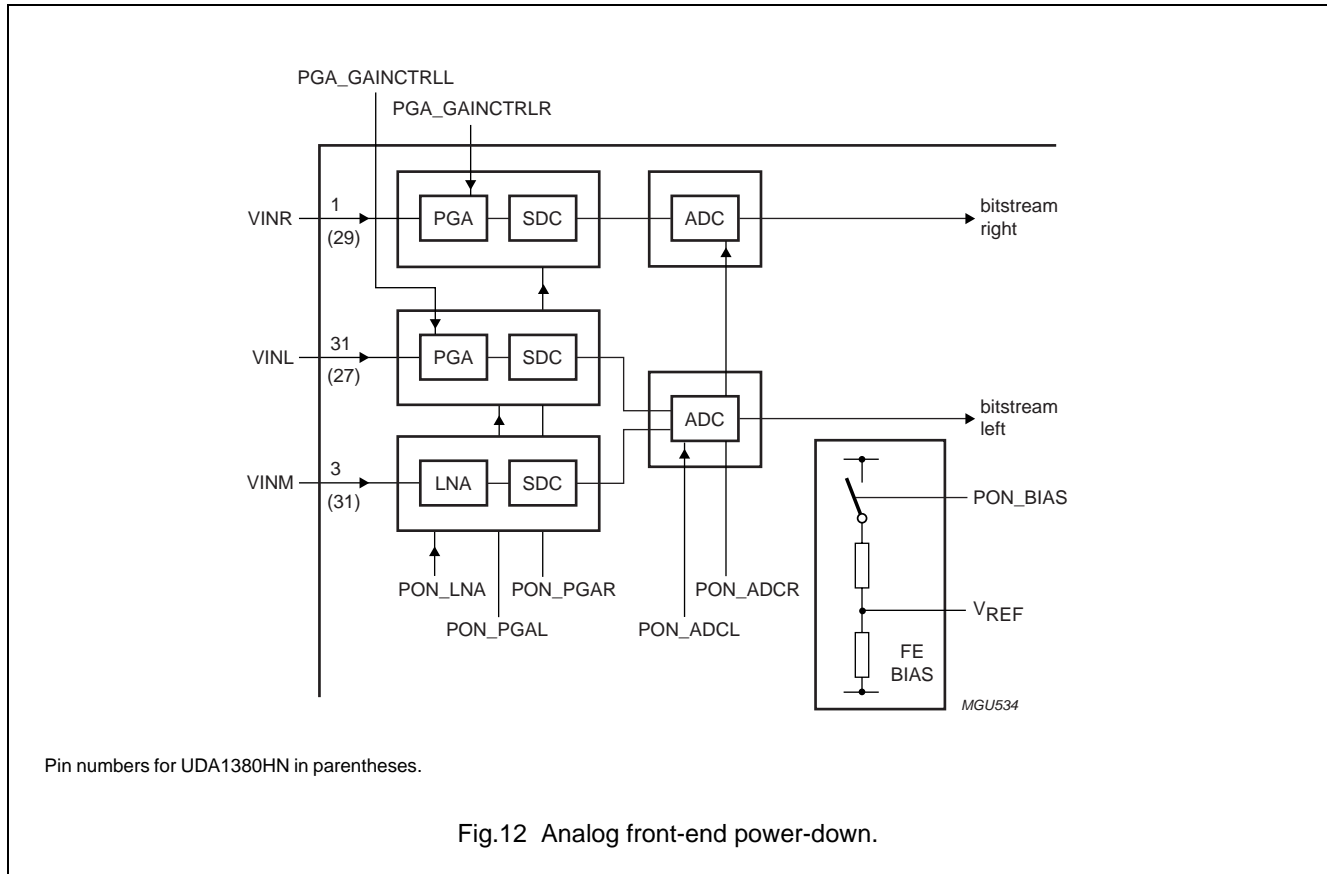 PGA_GAINCTRLL
PGA_GAINCTRLR
VINR
1
(29)
PGA
SDC
ADC
bitstream
right
VINL
31
(27)
PGA
SDC
ADC
bitstream
left
VINM
3
(31)
LNA
SDC
PON_BIAS
PON_LNA
PON_PGAR
PON_ADCR
PON_PGAL
PON_ADCL
VREF
FE
BIAS
MGU534
Pin numbers for UDA1380HN in parentheses.
Fig.12 Analog front-end power-down.